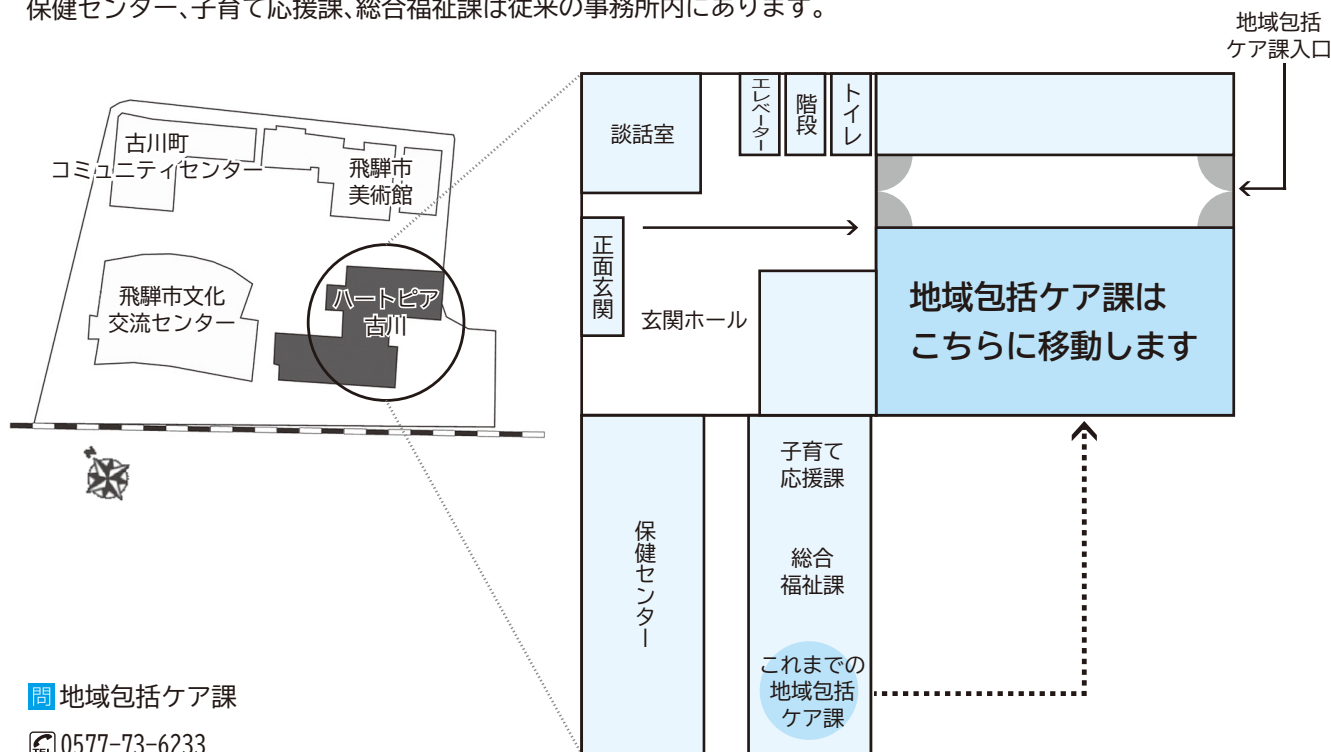 保健センター、子育て応援課、総合福祉課は従来の事務所内にあります。
地域包括
ケア課入口
古川町
コミュニティセンター
飛騨市
美術館
飛騨市文化
交流センター
ハートピア
古川
N
談話室
エレベーター
階段
トイレ
正面玄関
玄関ホール
地域包括ケア課は
こちらに移動します
保健センター
子育て
応援課
総合
福祉課
これまでの
地域包括
ケア課
問 地域包括ケア課
TEL 0577-73-6233